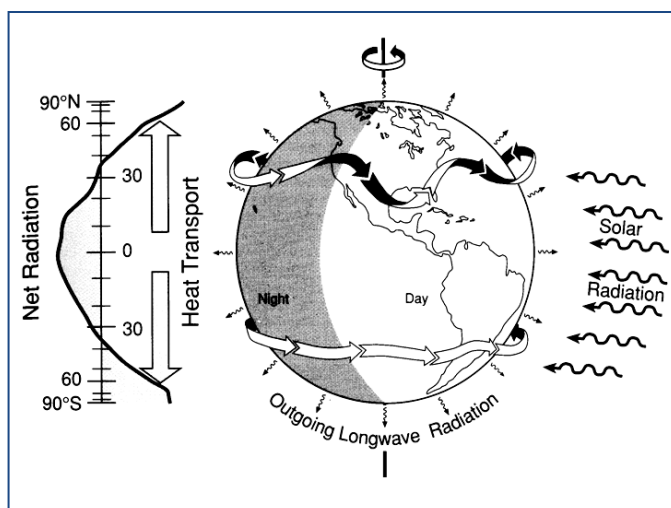 90°N
60
30
0
30
60
90°S
Net Radiation
Heat Transport
Night
Day
Solar
Radiation
Outgoing Longwave Radiation